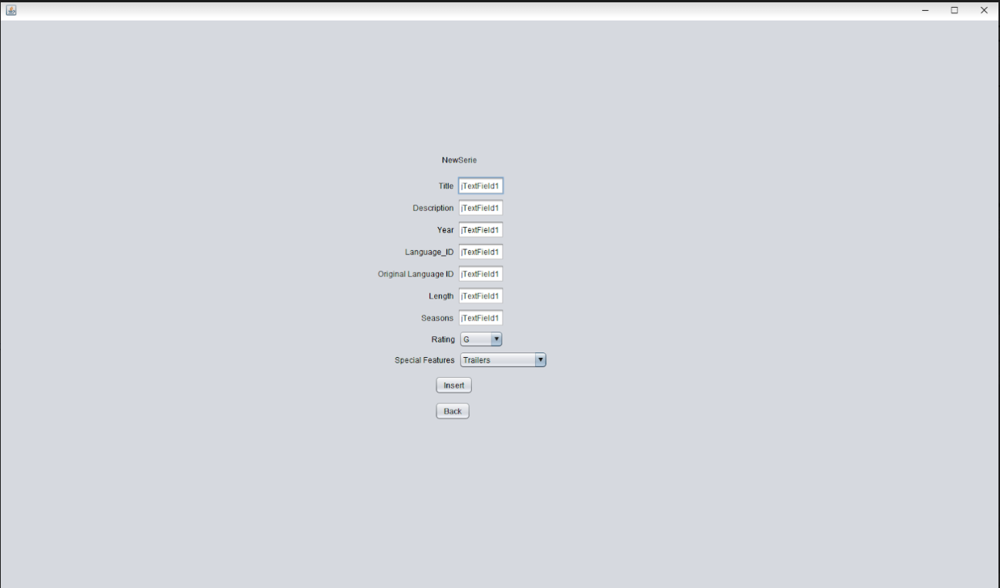 NewSerie
Title jTextField1
Description jTextField1
Year jTextField1
Language_ID jTextField1
Original Language ID jTextField1
Length jTextField1
Seasons jTextField1
Rating G
Special Features Trailers
Insert
Back